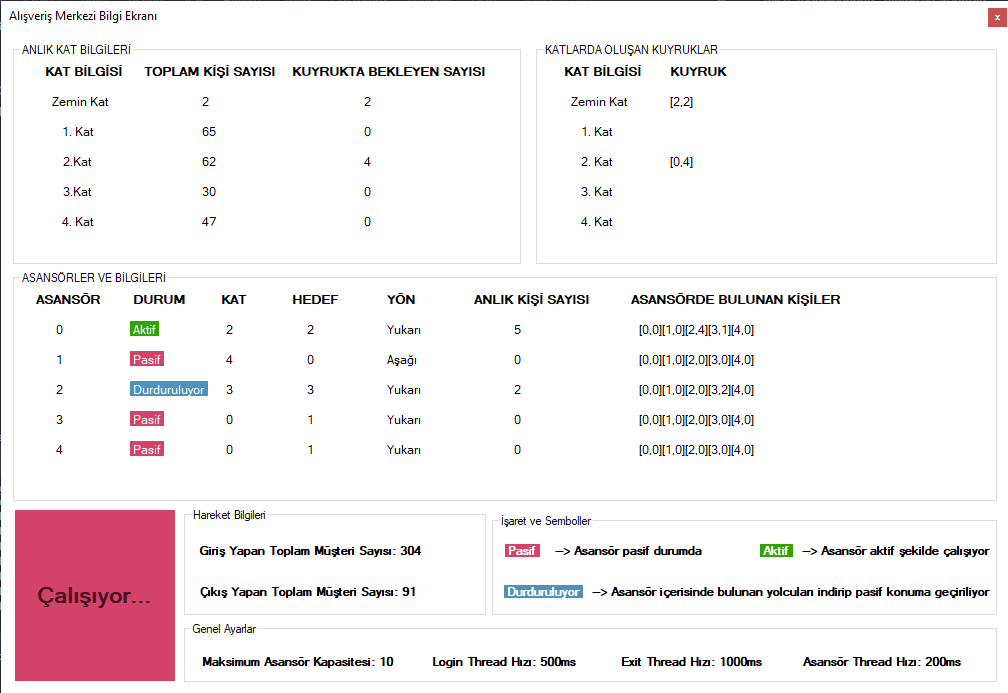 Alışveriş Merkezi Bilgi Ekranı x
ANLIK KAT BİLGİLERİ
KAT BİLGİSİ TOPLAM KİŞİ SAYISI KUYRUKTA BEKLEYEN SAYISI
Zemin Kat 2 2
1. Kat 65 0
2.Kat 62 4
3.Kat 30 0
4. Kat 47 0
KATLARDA OLUŞAN KUYRUKLAR
KAT BİLGİSİ KUYRUK
Zemin Kat [2,2]
1. Kat
2. Kat [0,4]
3. Kat
4. Kat
ASANSÖRLER VE BİLGİLERİ
ASANSÖR DURUM KAT HEDEF YÖN ANLIK KİŞİ SAYISI ASANSÖRDE BULUNAN KİŞİLER
0 Aktif 2 2 Yukarı 5 [0,0][1,0][2,4][3,1][4,0]
1 Pasif 4 0 Aşağı 0 [0,0][1,0][2,0][3,0][4,0]
2 Durduruluyor 3 3 Yukarı 2 [0,0][1,0][2,0][3,2][4,0]
3 Pasif 0 1 Yukarı 0 [0,0][1,0][2,0][3,0][4,0]
4 Pasif 0 1 Yukarı 0 [0,0][1,0][2,0][3,0][4,0]
Çalışıyor...
Hareket Bilgileri
Giriş Yapan Toplam Müşteri Sayısı: 304
Çıkış Yapan Toplam Müşteri Sayısı: 91
İşaret ve Semboller
Pasif --> Asansör pasif durumda Aktif --> Asansör aktif şekilde çalışıyor
Durduruluyor --> Asansör içerisinde bulunan yolcuları indirip pasif konuma geçiriliyor
Genel Ayarlar
Maksimum Asansör Kapasitesi: 10 Login Thread Hızı: 500ms Exit Thread Hızı: 1000ms Asansör Thread Hızı: 200ms